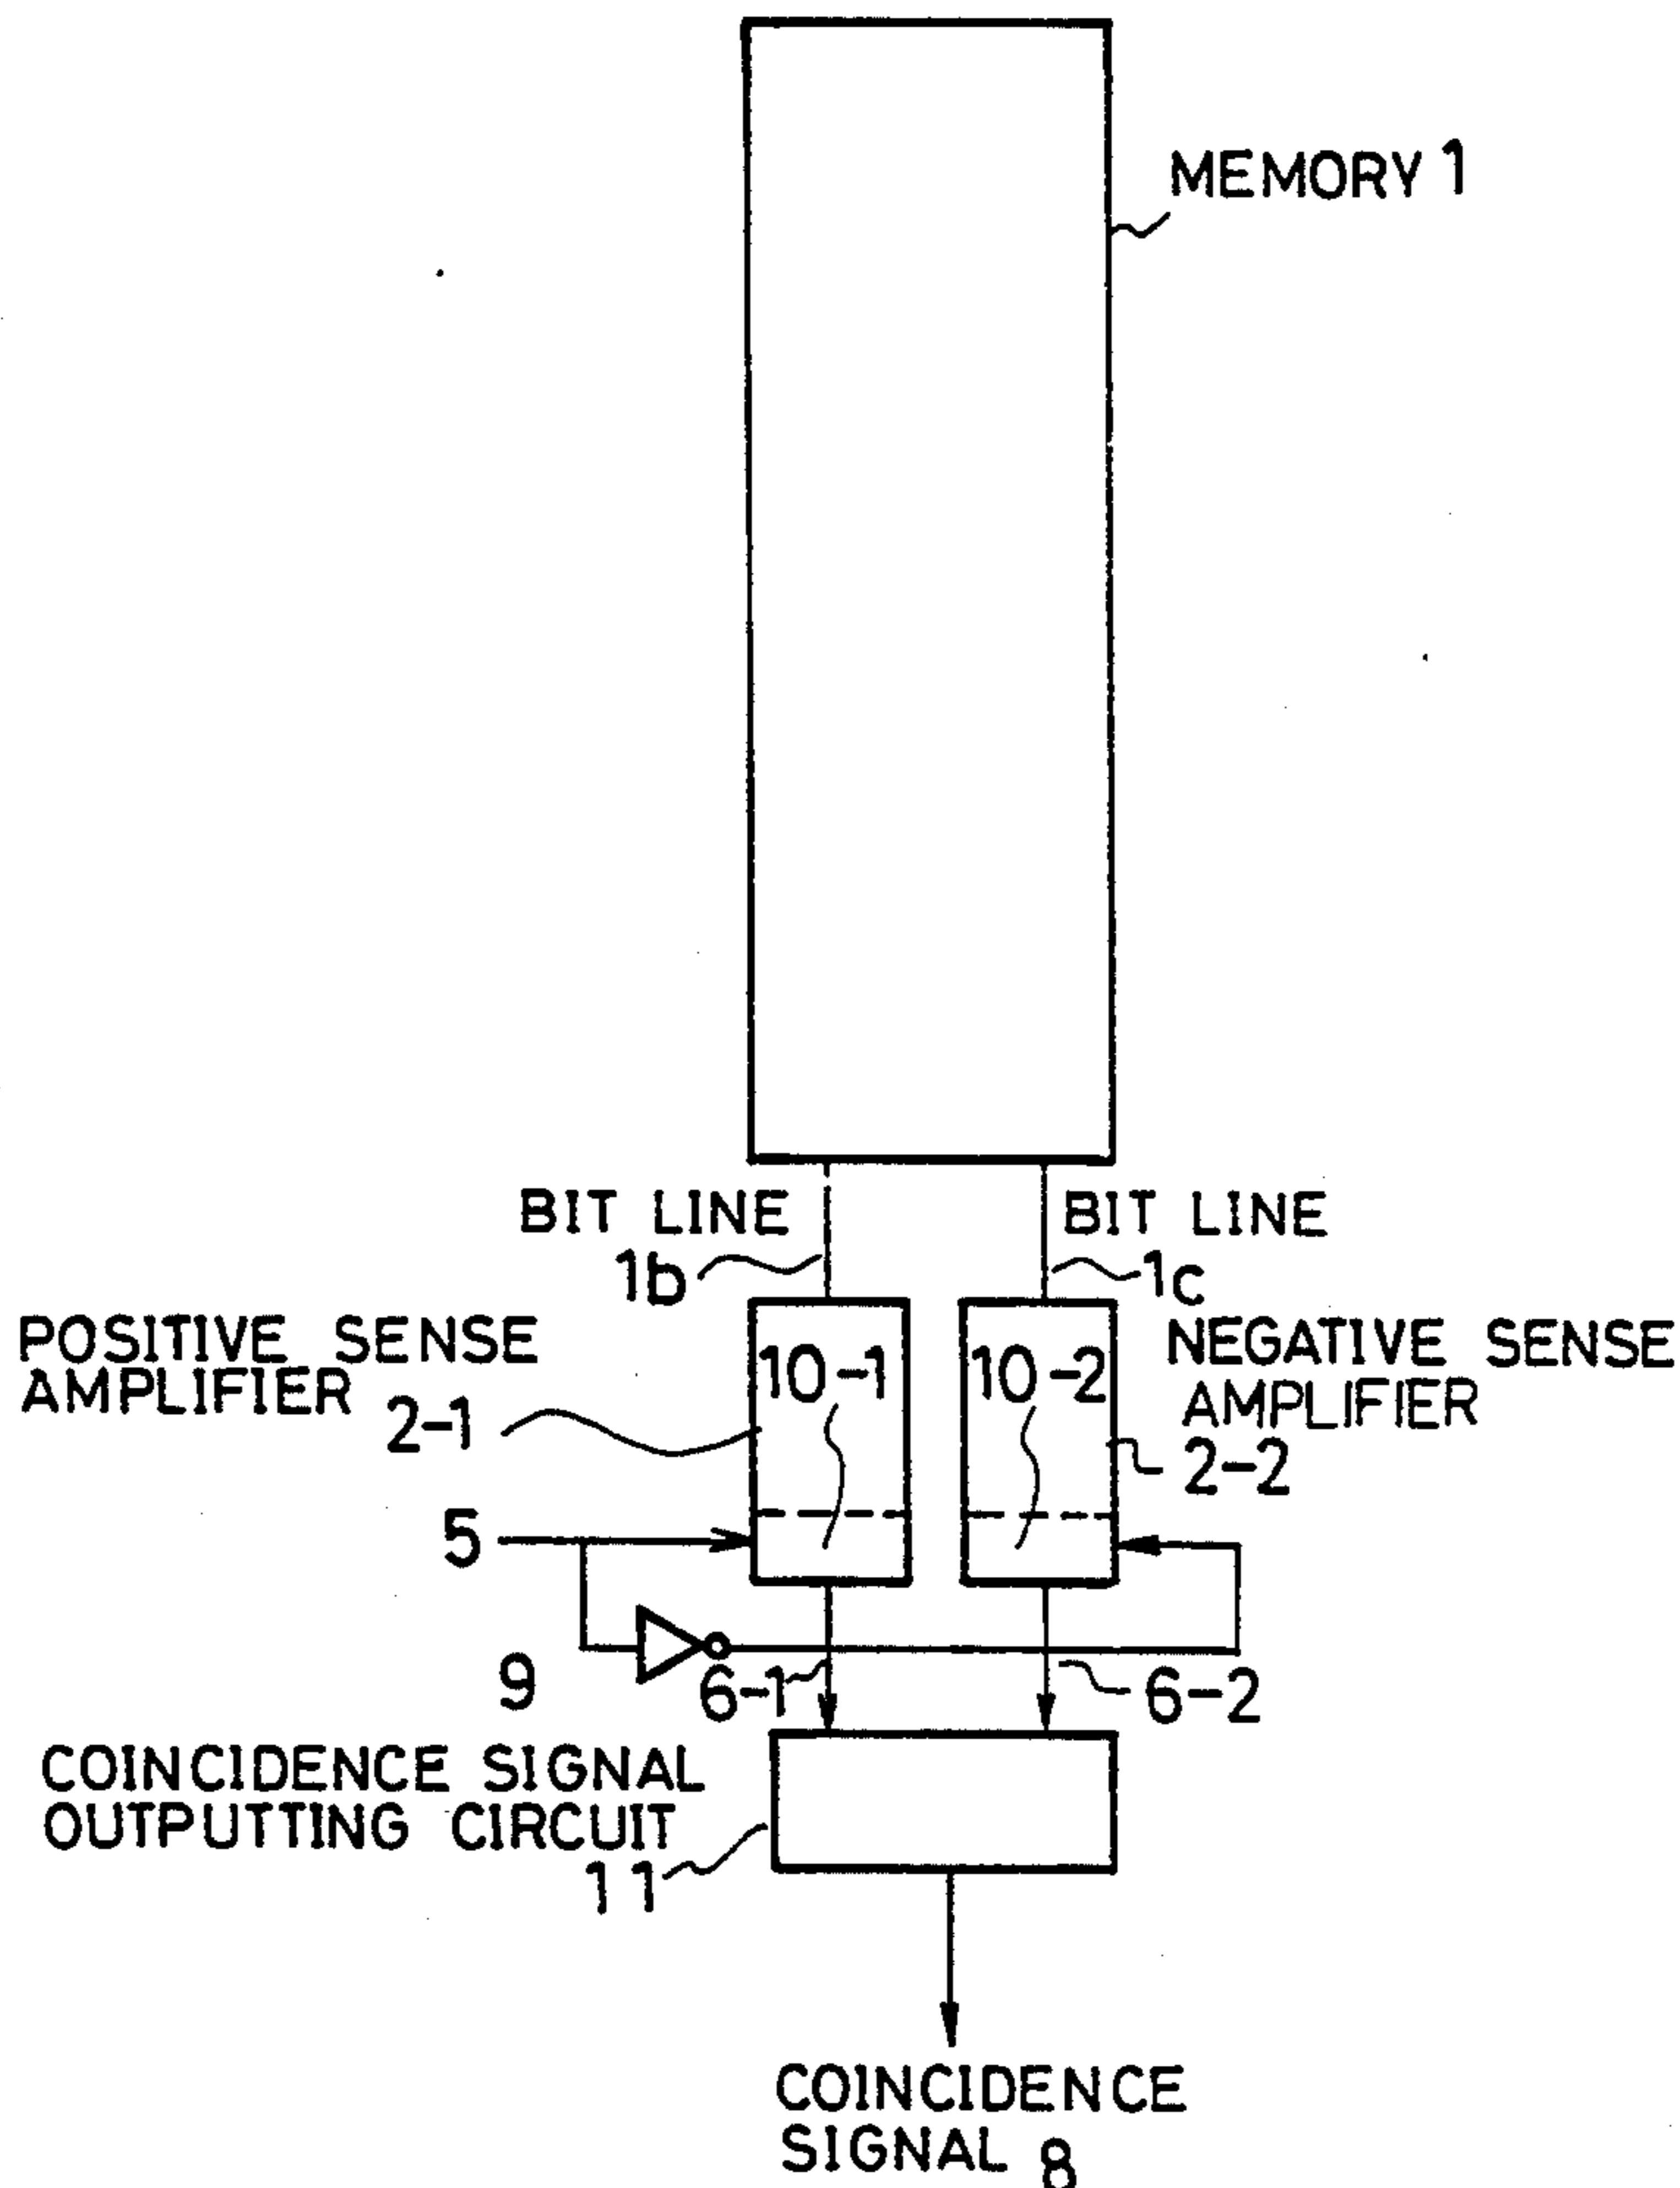 MEMORY 1
BIT LINE
1b
BIT LINE
1c
POSITIVE SENSE
AMPLIFIER 2-1
10-1
10-2
NEGATIVE SENSE
AMPLIFIER
2-2
5
9
6-1
6-2
COINCIDENCE SIGNAL
OUTPUTTING CIRCUIT
11
COINCIDENCE
SIGNAL 8